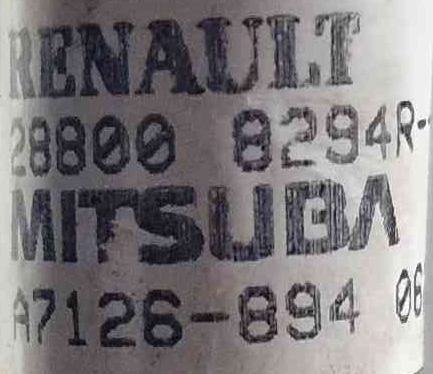 RENAULT
28800 8294R-
MITSUBA
A7126-894 06